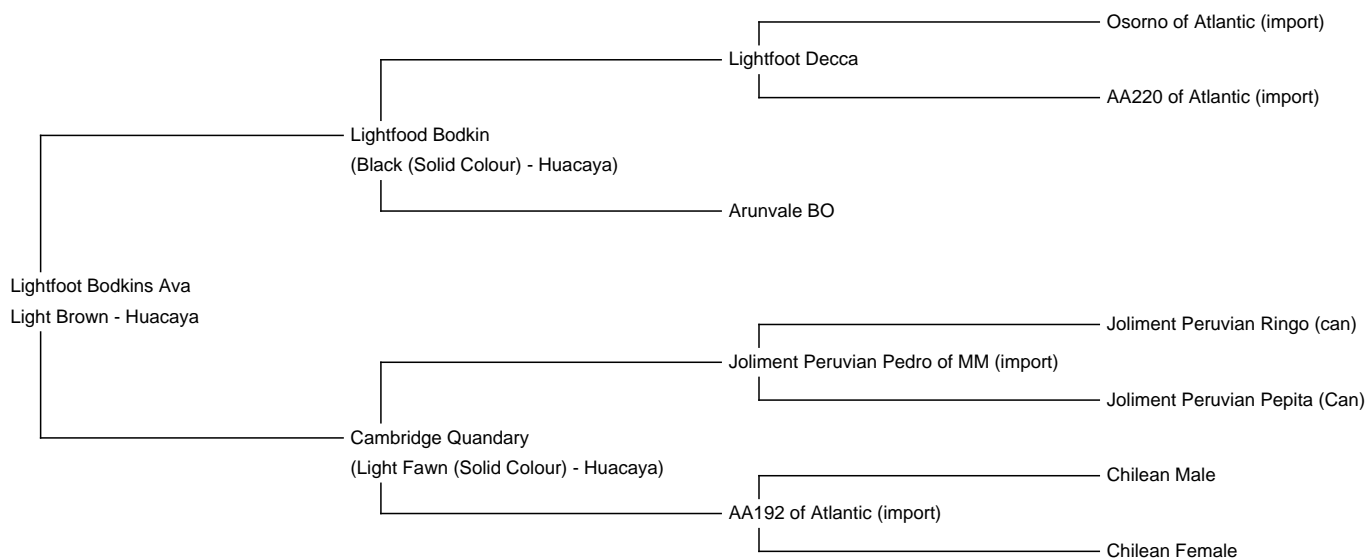 Osorno of Atlantic (import)
Lightfoot Decca
AA220 of Atlantic (import)
Lightfood Bodkin
(Black (Solid Colour) - Huacaya)
Arunvale BO
Lightfoot Bodkins Ava
Light Brown - Huacaya
Joliment Peruvian Ringo (can)
Joliment Peruvian Pedro of MM (import)
Joliment Peruvian Pepita (Can)
Cambridge Quandary
(Light Fawn (Solid Colour) - Huacaya)
Chilean Male
AA192 of Atlantic (import)
Chilean Female